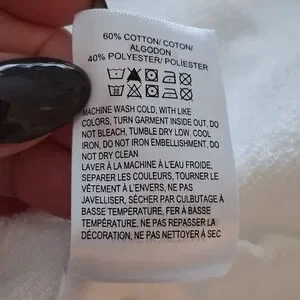 60% COTTON/ COTON/
ALGODON
40% POLYESTER/ POLIESTER
MACHINE WASH COLD, WITH LIKE
COLORS, TURN GARMENT INSIDE OUT, DO
NOT BLEACH, TUMBLE DRY LOW, COOL
IRON, DO NOT IRON EMBELLISHMENT, DO
NOT DRY CLEAN
LAVER À LA MACHINE À L'EAU FROIDE,
SEPARER LES COULEURS, TOURNER LE
VÊTEMENT À L'ENVERS, NE PAS
JAVELLISER, SÉCHER PAR CULBUTAGE À
BASSE TEMPÉRATURE, FER À BASSE
TEMPÉRATURE, NE PAS REPASSER LA
DÉCORATION, NE PAS NETTOYER À SEC